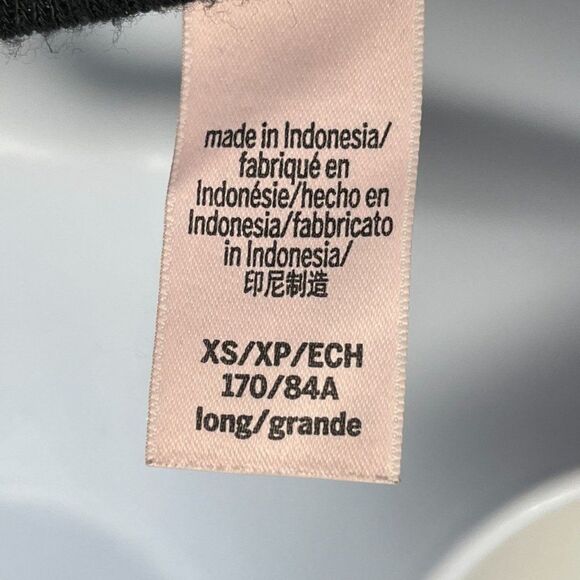 made in Indonesia/
fabriqué en
Indonésie/hecho en
Indonesia/fabbricato
in Indonesia/
印尼制造
XS/XP/ECH
170/84A
long/grande